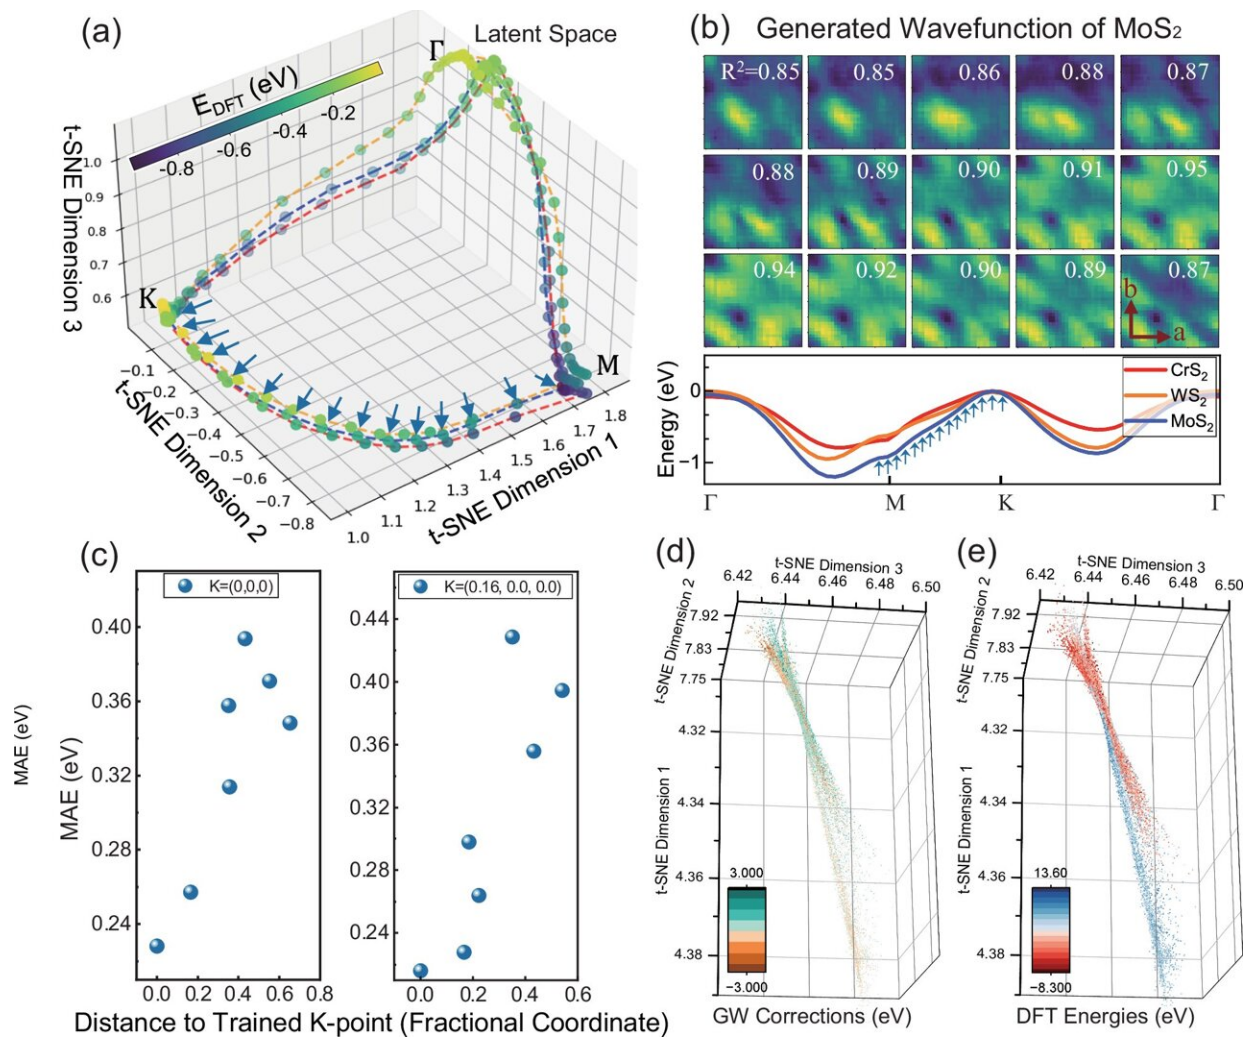 (a)
Latent Space
Γ
E_DFT (eV)
-0.8 -0.6 -0.4 -0.2
t-SNE Dimension 3
1.0
0.9
0.8
0.7
0.6
K
M
t-SNE Dimension 2
−0.1 −0.2 −0.3 −0.4 −0.5 −0.6 −0.7 −0.8
t-SNE Dimension 1
1.0 1.1 1.2 1.3 1.4 1.5 1.6 1.7 1.8
(b) Generated Wavefunction of MoS₂
R²=0.85 0.85 0.86 0.88 0.87
0.88 0.89 0.90 0.91 0.95
0.94 0.92 0.90 0.89 0.87
b
a
Energy (eV)
0
−1
CrS₂
WS₂
MoS₂
Γ M K Γ
(c)
MAE (eV)
MAE (eV)
K=(0,0,0)
0.40
0.36
0.32
0.28
0.24
0.0 0.2 0.4 0.6 0.8
K=(0.16, 0.0, 0.0)
0.44
0.40
0.36
0.32
0.28
0.24
0.0 0.2 0.4 0.6
Distance to Trained K-point (Fractional Coordinate)
(d)
t-SNE Dimension 3
6.42 6.44 6.46 6.48 6.50
t-SNE Dimension 2
7.92
7.83
7.75
t-SNE Dimension 1
4.32
4.34
4.36
4.38
3.000
−3.000
GW Corrections (eV)
(e)
t-SNE Dimension 3
6.42 6.44 6.46 6.48 6.50
t-SNE Dimension 2
7.92
7.83
7.75
t-SNE Dimension 1
4.32
4.34
4.36
4.38
13.60
−8.300
DFT Energies (eV)